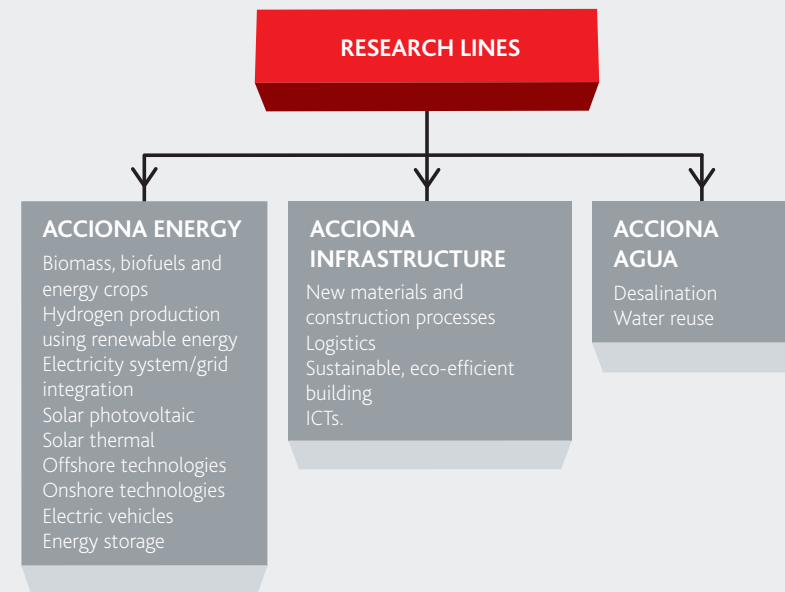 RESEARCH LINES
ACCIONA ENERGY
Biomass, biofuels and
energy crops
Hydrogen production
using renewable energy
Electricity system/grid
integration
Solar photovoltaic
Solar thermal
Offshore technologies
Onshore technologies
Electric vehicles
Energy storage
ACCIONA
INFRASTRUCTURE
New materials and
construction processes
Logistics
Sustainable, eco-efficient
building
ICTs.
ACCIONA
AGUA
Desalination
Water reuse